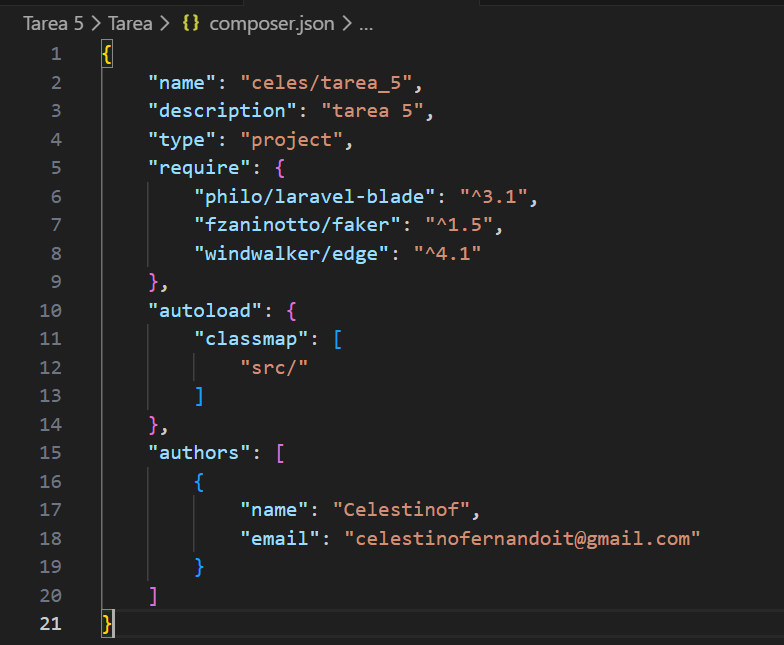 Tarea 5 > Tarea > {} composer.json > ...
1 {
2     "name": "celes/tarea_5",
3     "description": "tarea 5",
4     "type": "project",
5     "require": {
6         "philo/laravel-blade": "^3.1",
7         "fzaninotto/faker": "^1.5",
8         "windwalker/edge": "^4.1"
9     },
10     "autoload": {
11         "classmap": [
12             "src/"
13         ]
14     },
15     "authors": [
16         {
17             "name": "Celestinof",
18             "email": "celestinofernandoit@gmail.com"
19         }
20     ]
21 }